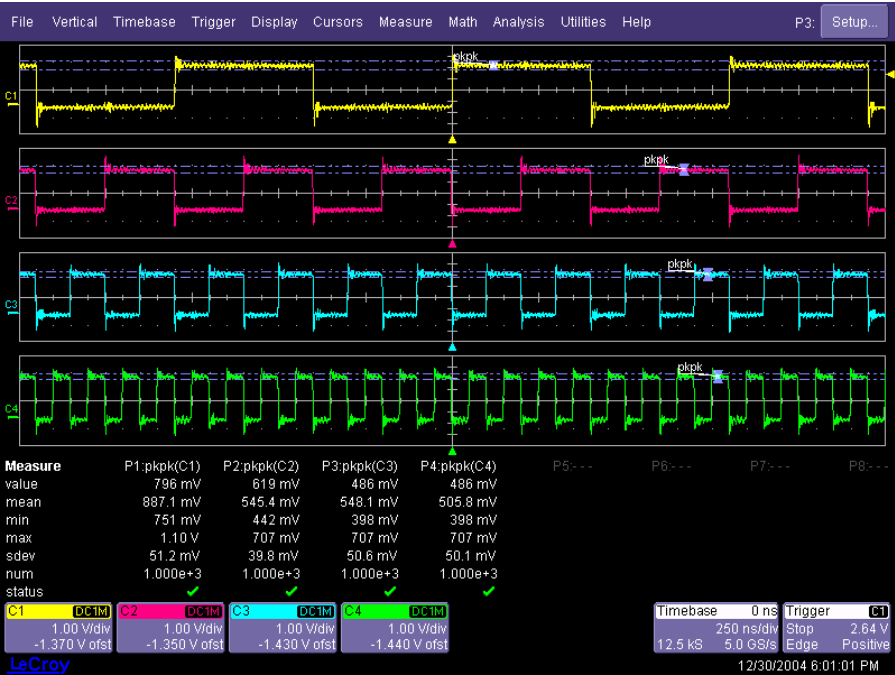 File Vertical Timebase Trigger Display Cursors Measure Math Analysis Utilities Help P3: Setup...
pkpk
C1
pkpk
C2
pkpk
C3
pkpk
C4
Measure P1:pkpk(C1) P2:pkpk(C2) P3:pkpk(C3) P4:pkpk(C4) P5:- - - P6:- - - P7:- - - P8:- - -
value 796 mV 619 mV 486 mV 486 mV
mean 887.1 mV 545.4 mV 548.1 mV 505.8 mV
min 751 mV 442 mV 398 mV 398 mV
max 1.10 V 707 mV 707 mV 707 mV
sdev 51.2 mV 39.8 mV 50.6 mV 50.1 mV
num 1.000e+3 1.000e+3 1.000e+3 1.000e+3
status ✔ ✔ ✔ ✔
C1 DC1M C2 DC1M C3 DC1M C4 DC1M Timebase 0 ns Trigger C1
1.00 V/div 1.00 V/div 1.00 V/div 1.00 V/div 250 ns/div Stop 2.64 V
-1.370 V ofst -1.350 V ofst -1.430 V ofst -1.440 V ofst 12.5 kS 5.0 GS/s Edge Positive
LeCroy 12/30/2004 6:01:01 PM